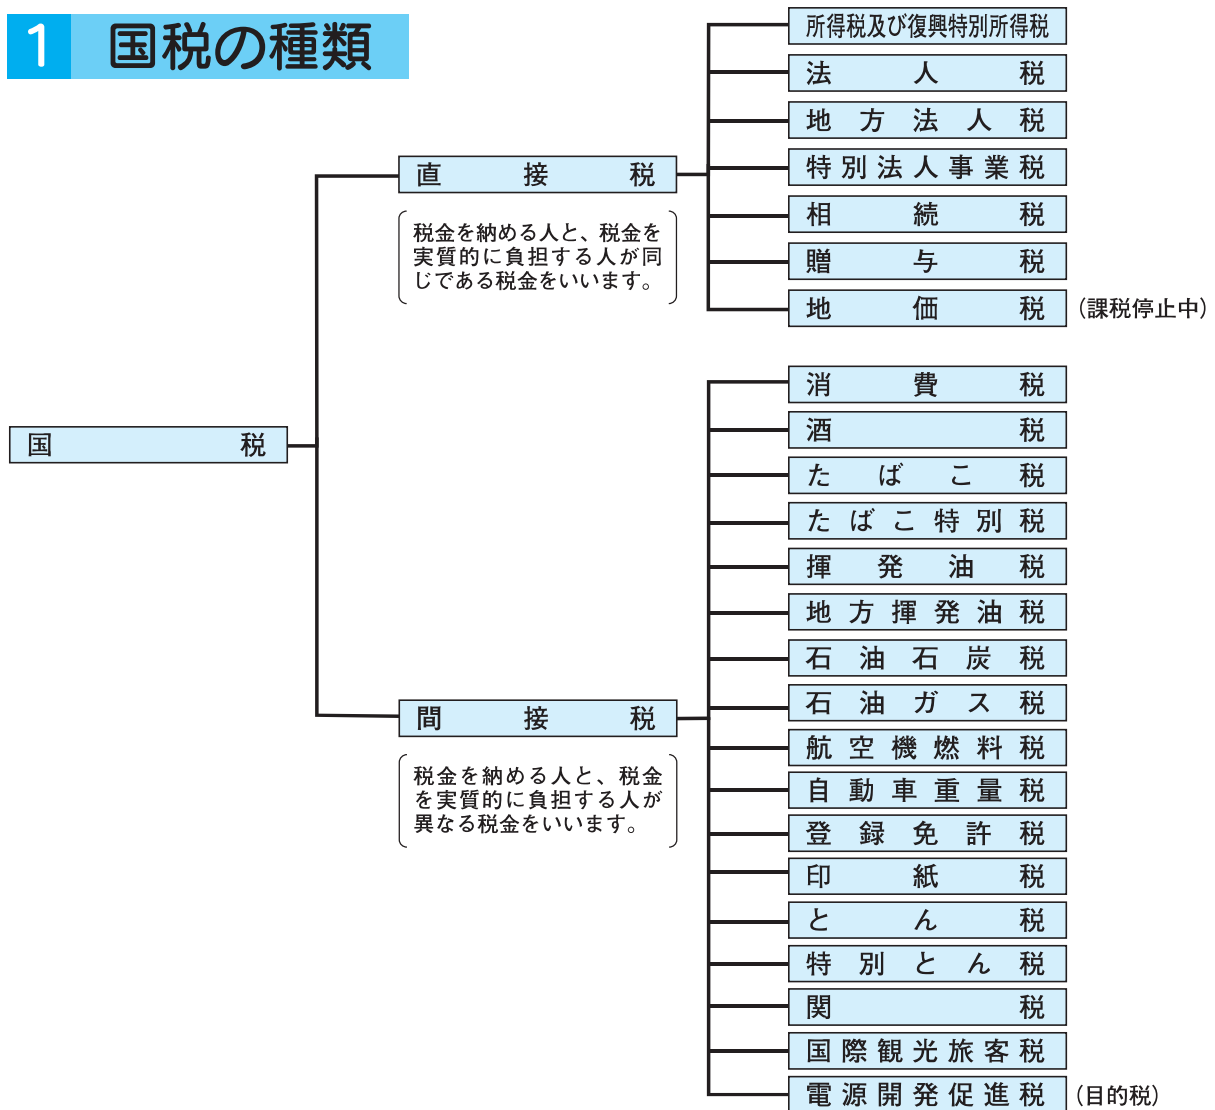 1 国税の種類
国税
直接税
税金を納める人と、税金を
実質的に負担する人が同
じである税金をいいます。
所得税及び復興特別所得税
法人税
地方法人税
特別法人事業税
相続税
贈与税
地価税 (課税停止中)
間接税
税金を納める人と、税金
を実質的に負担する人が
異なる税金をいいます。
消費税
酒税
たばこ税
たばこ特別税
揮発油税
地方揮発油税
石油石炭税
石油ガス税
航空機燃料税
自動車重量税
登録免許税
印紙税
とん税
特別とん税
関税
国際観光旅客税
電源開発促進税 (目的税)